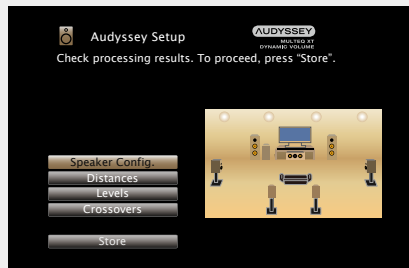 Audyssey Setup
AUDYSSEY
MULTEQ XT
DYNAMIC VOLUME
Check processing results. To proceed, press “Store”.
Speaker Config.
Distances
Levels
Crossovers
Store